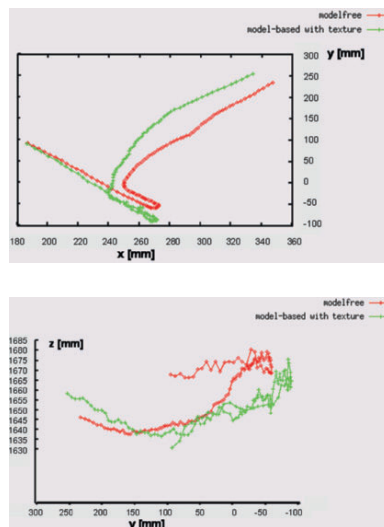 modelfree
model-based with texture
y [mm]
300
250
200
150
100
50
0
-50
-100
180 200 220 240 260 280 300 320 340 360
x [mm]
modelfree
model-based with texture
z [mm]
1685
1680
1675
1670
1665
1660
1655
1650
1645
1640
1635
1630
300 250 200 150 100 50 0 -50 -100
y [mm]